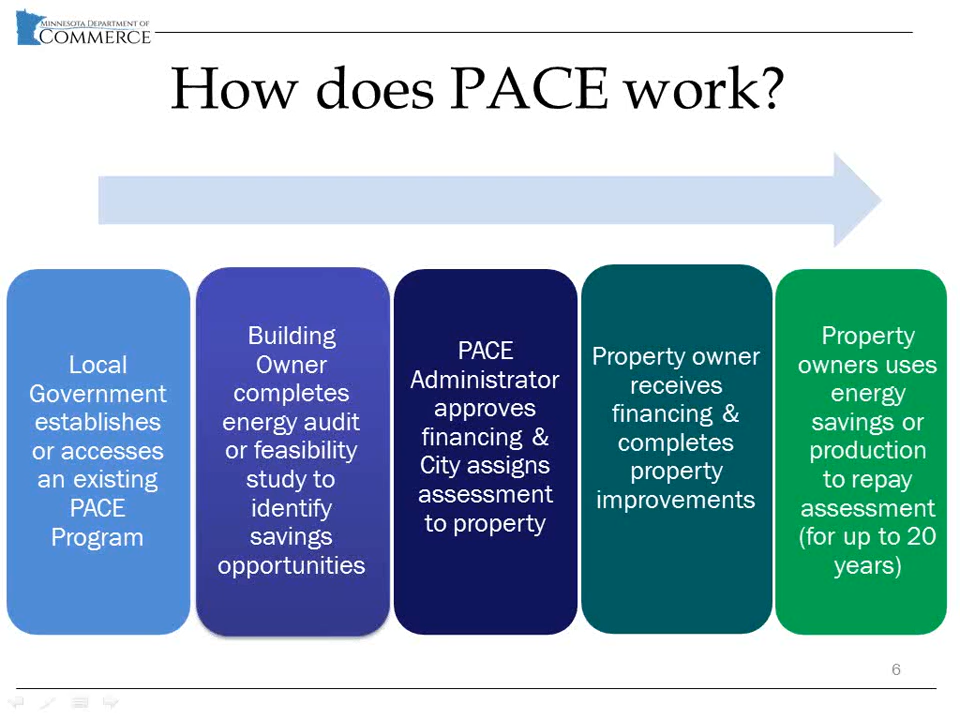 MINNESOTA DEPARTMENT OF
COMMERCE
How does PACE work?
Local
Government
establishes
or accesses
an existing
PACE
Program
Building
Owner
completes
energy audit
or feasibility
study to
identify
savings
opportunities
PACE
Administrator
approves
financing &
City assigns
assessment
to property
Property owner
receives
financing &
completes
property
improvements
Property
owners uses
energy
savings or
production
to repay
assessment
(for up to 20
years)
6